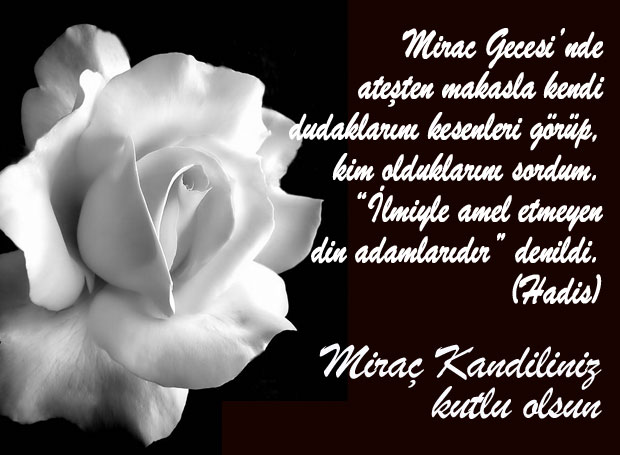 Mirac Gecesi'nde
ateşten makasla kendi
dudaklarını kesenleri görüp,
kim olduklarını sordum.
"İlmiyle amel etmeyen
din adamlarıdır" denildi.
(Hadis)
Miraç Kandiliniz
kutlu olsun